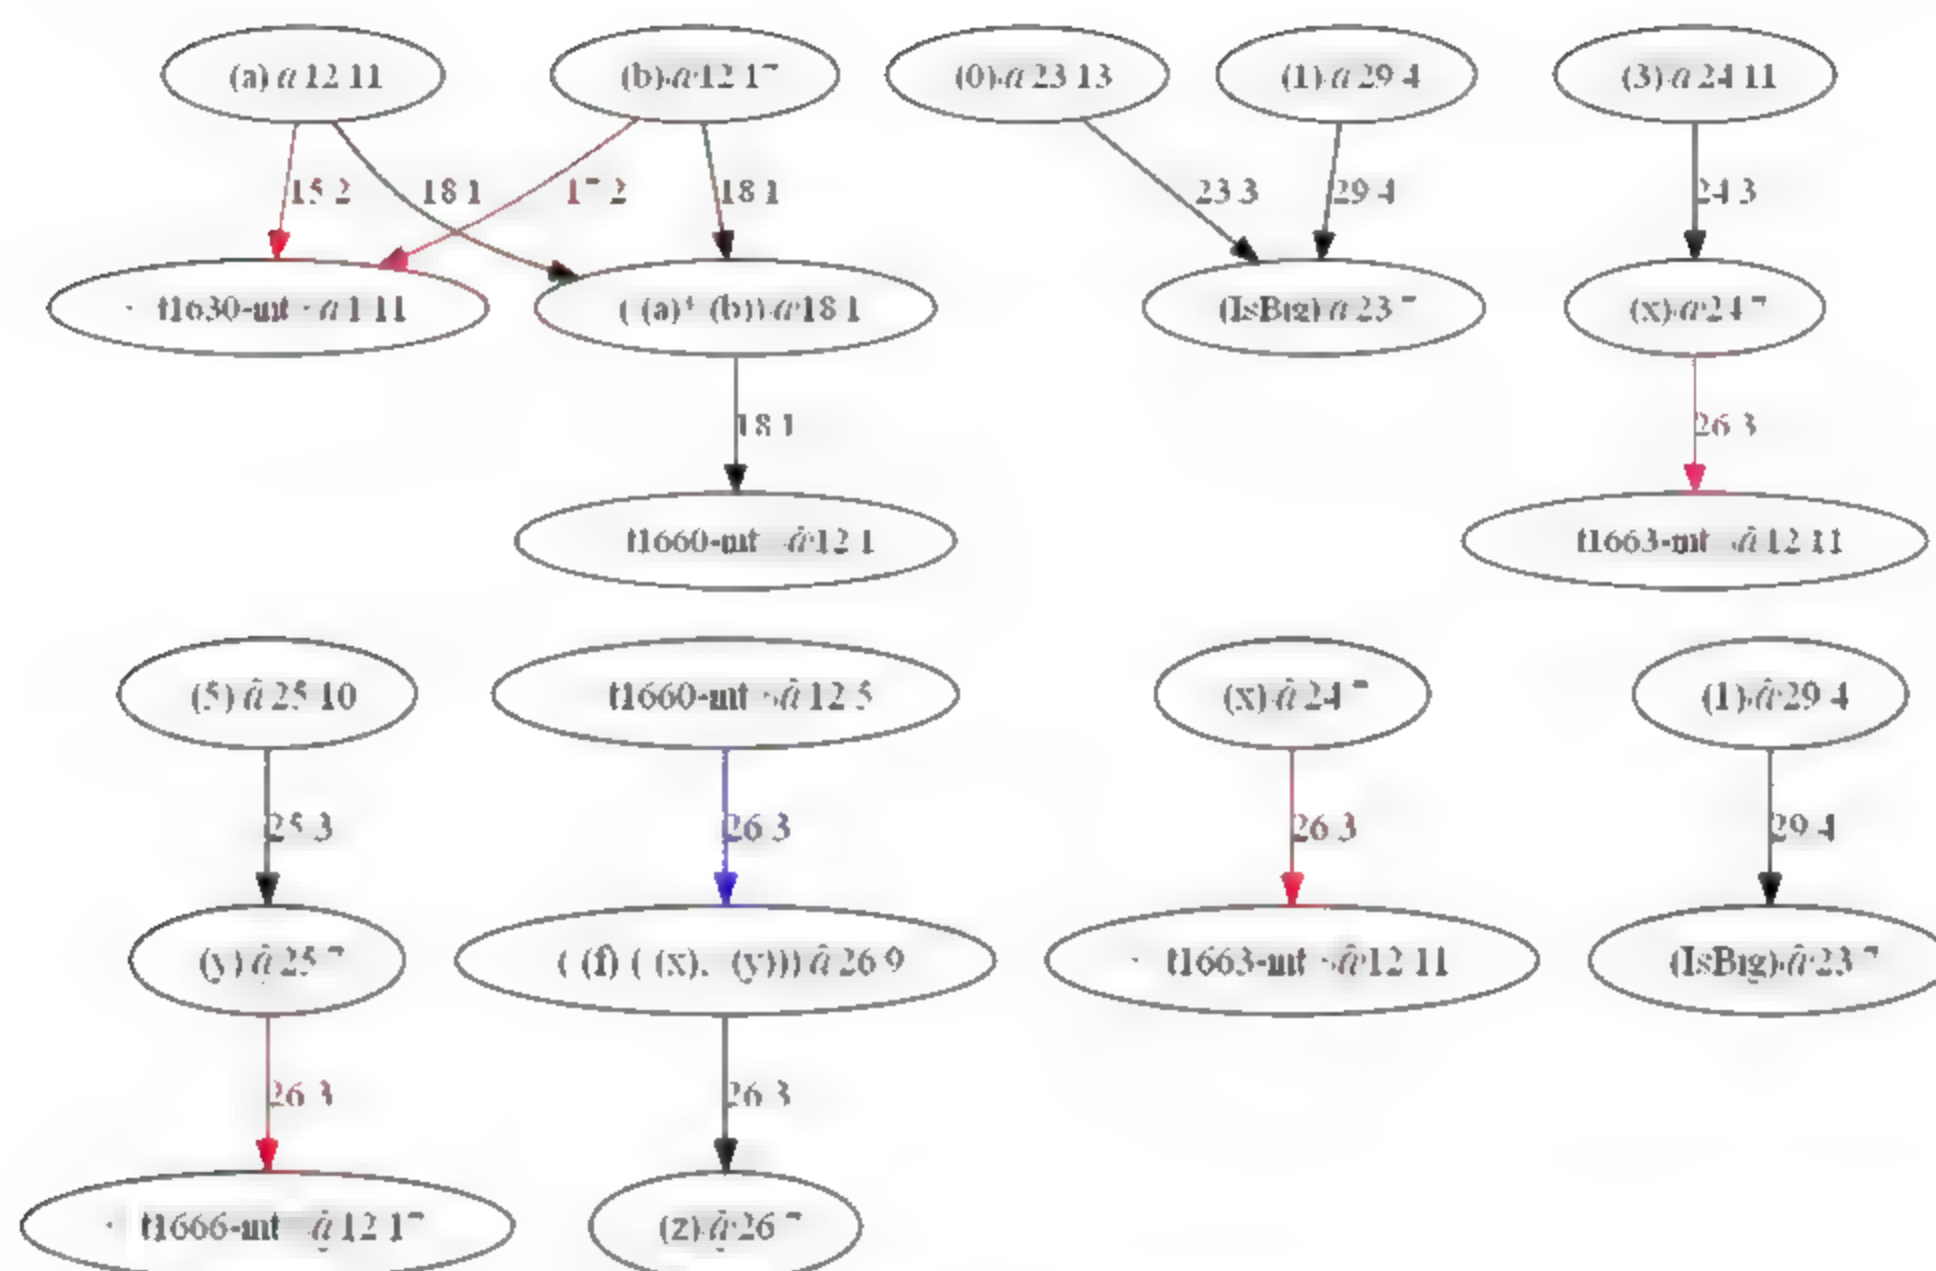 (a) @ 12 11
(b) @ 12 17
(0) @ 23 13
(1) @ 29 4
(3) @ 24 11
15 2
18 1
17 2
18 1
23 3
29 4
24 3
t1630-int @ 1 11
( (a)* (b)) @ 18 1
(IsBig) @ 23 7
(x) @ 24 7
18 1
26 3
t1660-int @ 12 1
t1663-int @ 12 11
(5) @ 25 10
t1660-int @ 12 5
(x) @ 24 7
(1) @ 29 4
25 3
26 3
26 3
29 4
(y) @ 25 7
( (f) ( (x), (y))) @ 26 9
t1663-int @ 12 11
(IsBig) @ 23 7
26 3
26 3
t1666-int @ 12 17
(z) @ 26 7